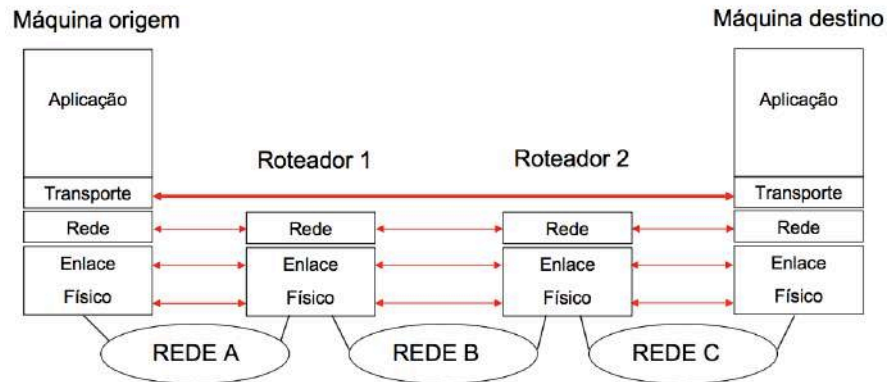 Máquina origem
Máquina destino
Aplicação
Aplicação
Roteador 1
Roteador 2
Transporte
Transporte
Rede
Rede
Rede
Rede
Enlace
Enlace
Enlace
Enlace
Físico
Físico
Físico
Físico
REDE A
REDE B
REDE C